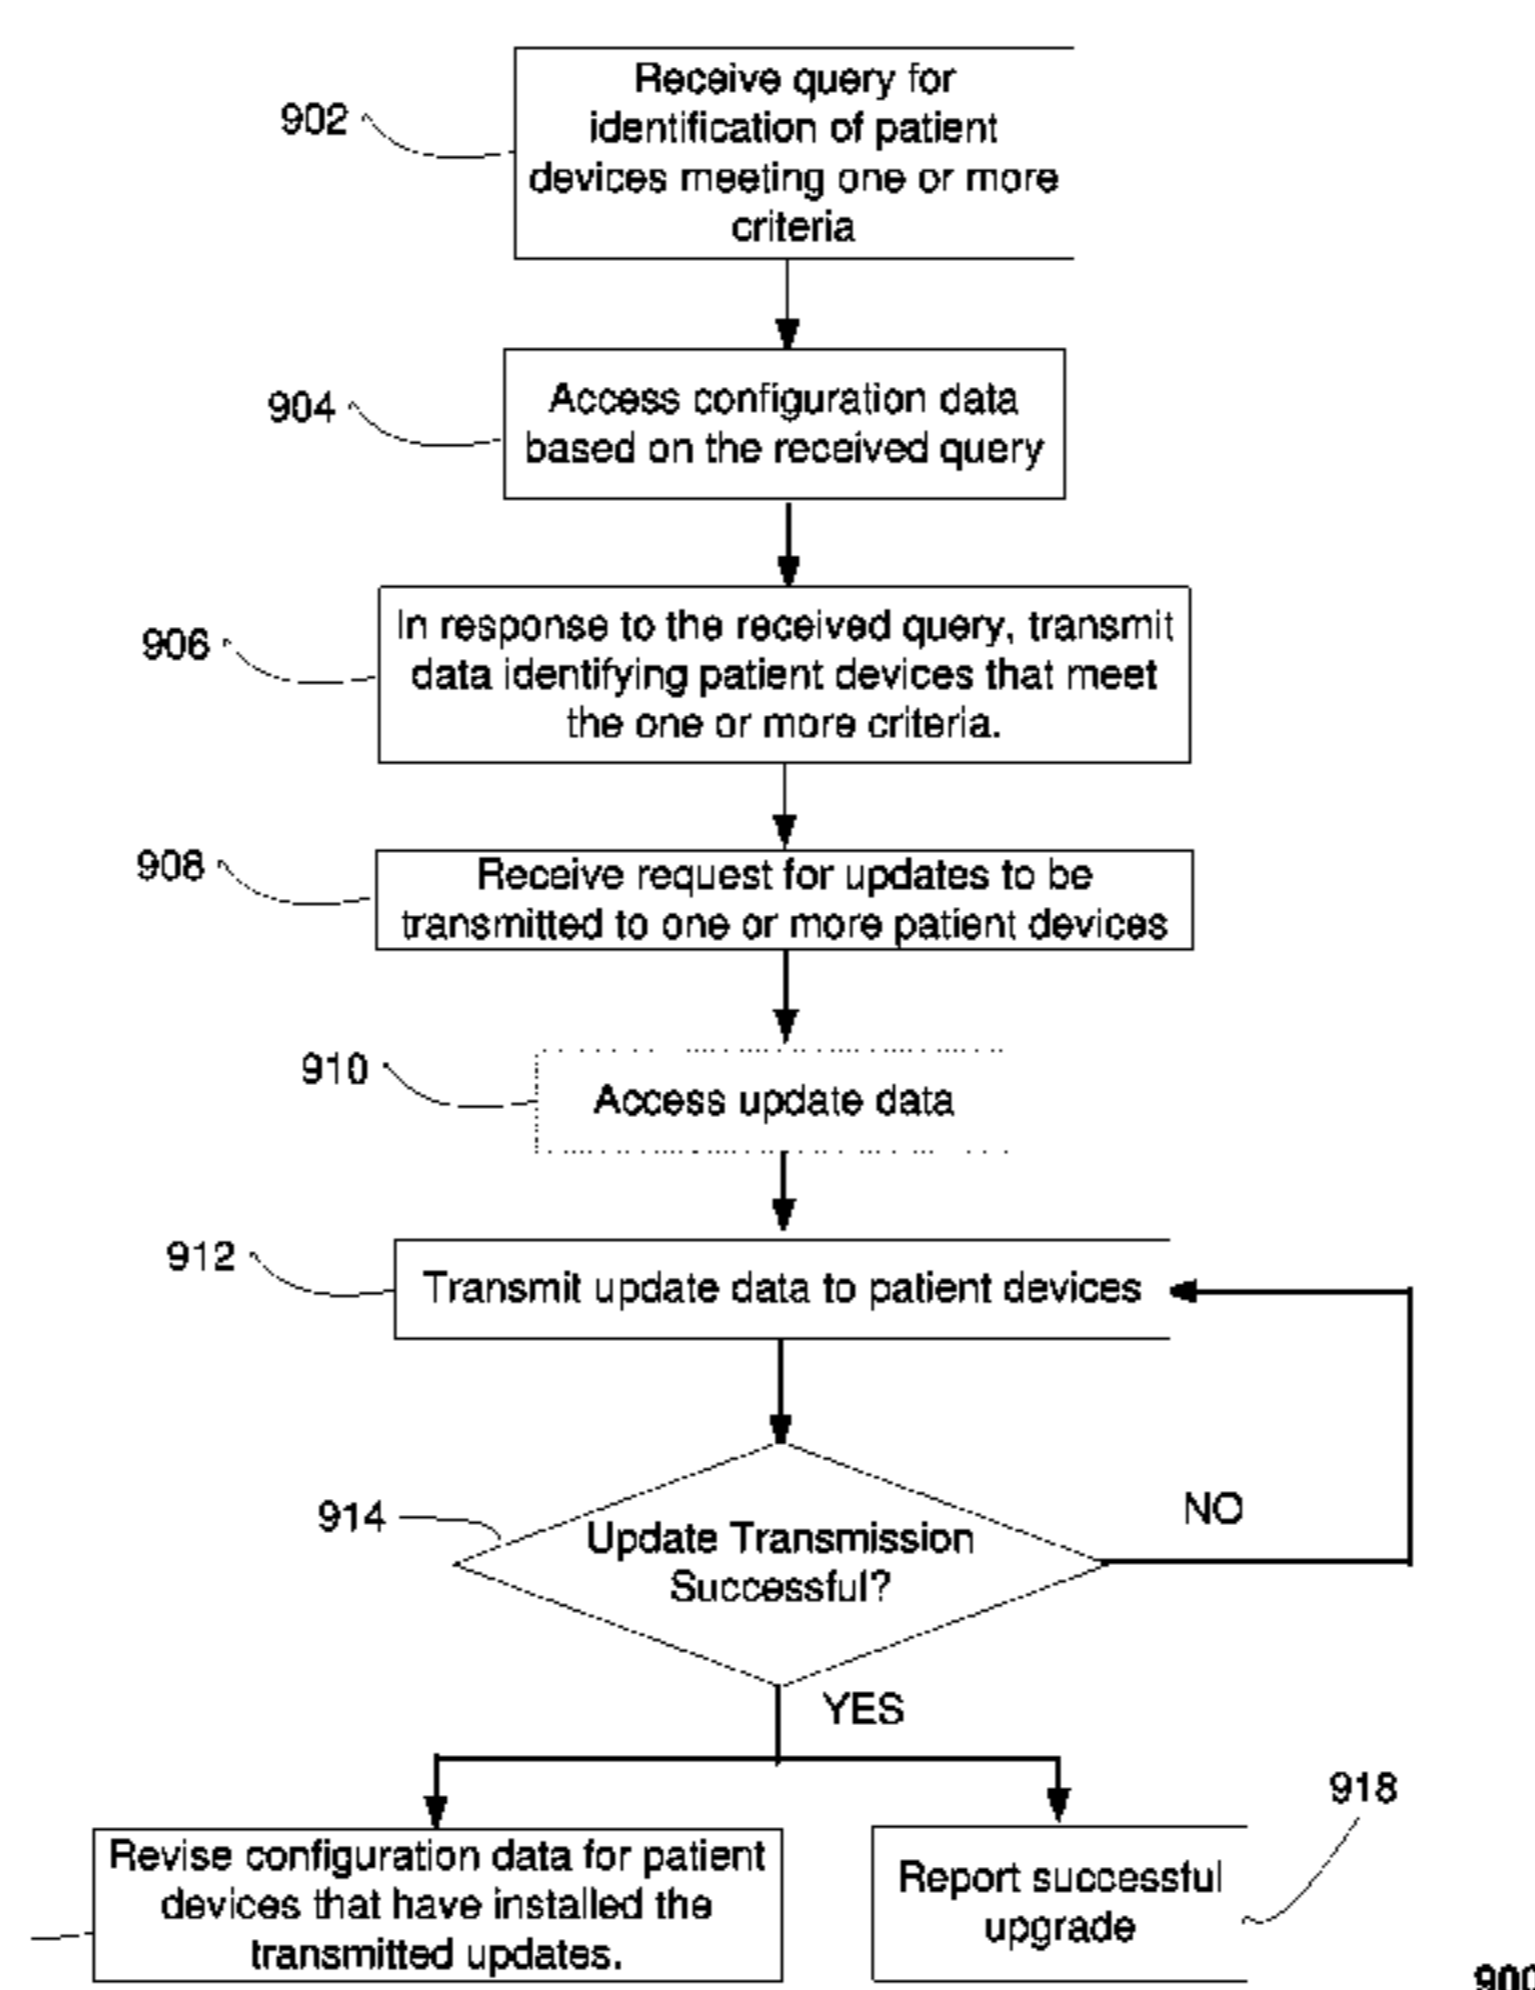 902
Receive query for
identification of patient
devices meeting one or more
criteria
904
Access configuration data
based on the received query
906
In response to the received query, transmit
data identifying patient devices that meet
the one or more criteria.
908
Receive request for updates to be
transmitted to one or more patient devices
910
Access update data
912
Transmit update data to patient devices
914
Update Transmission
Successful?
NO
YES
Revise configuration data for patient
devices that have installed the
transmitted updates.
918
Report successful
upgrade
900